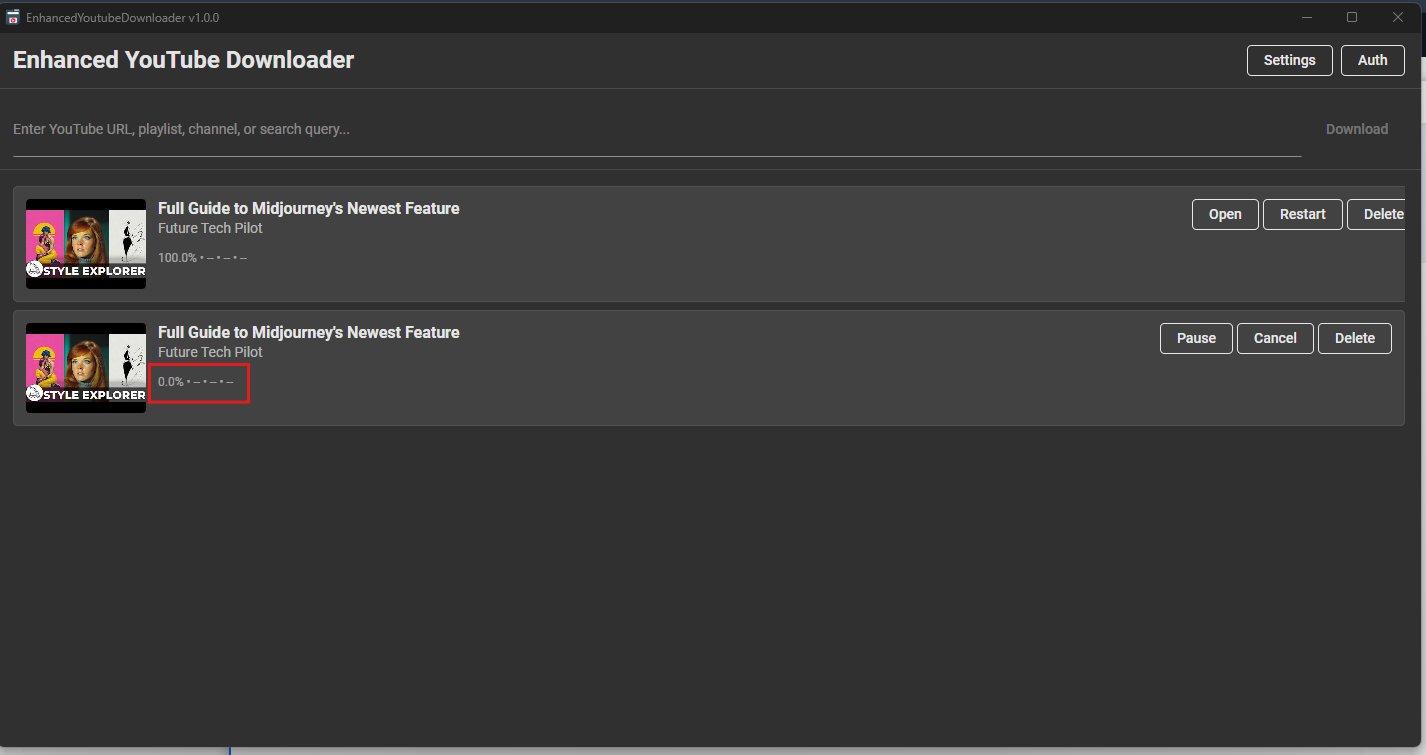 EnhancedYoutubeDownloader v1.0.0
Enhanced YouTube Downloader
Settings
Auth
Enter YouTube URL, playlist, channel, or search query...
Download
Full Guide to Midjourney's Newest Feature
Future Tech Pilot
100.0% • -- • -- • --
STYLE EXPLORER
Open
Restart
Delete
Full Guide to Midjourney's Newest Feature
Future Tech Pilot
0.0% • -- • -- • --
STYLE EXPLORER
Pause
Cancel
Delete